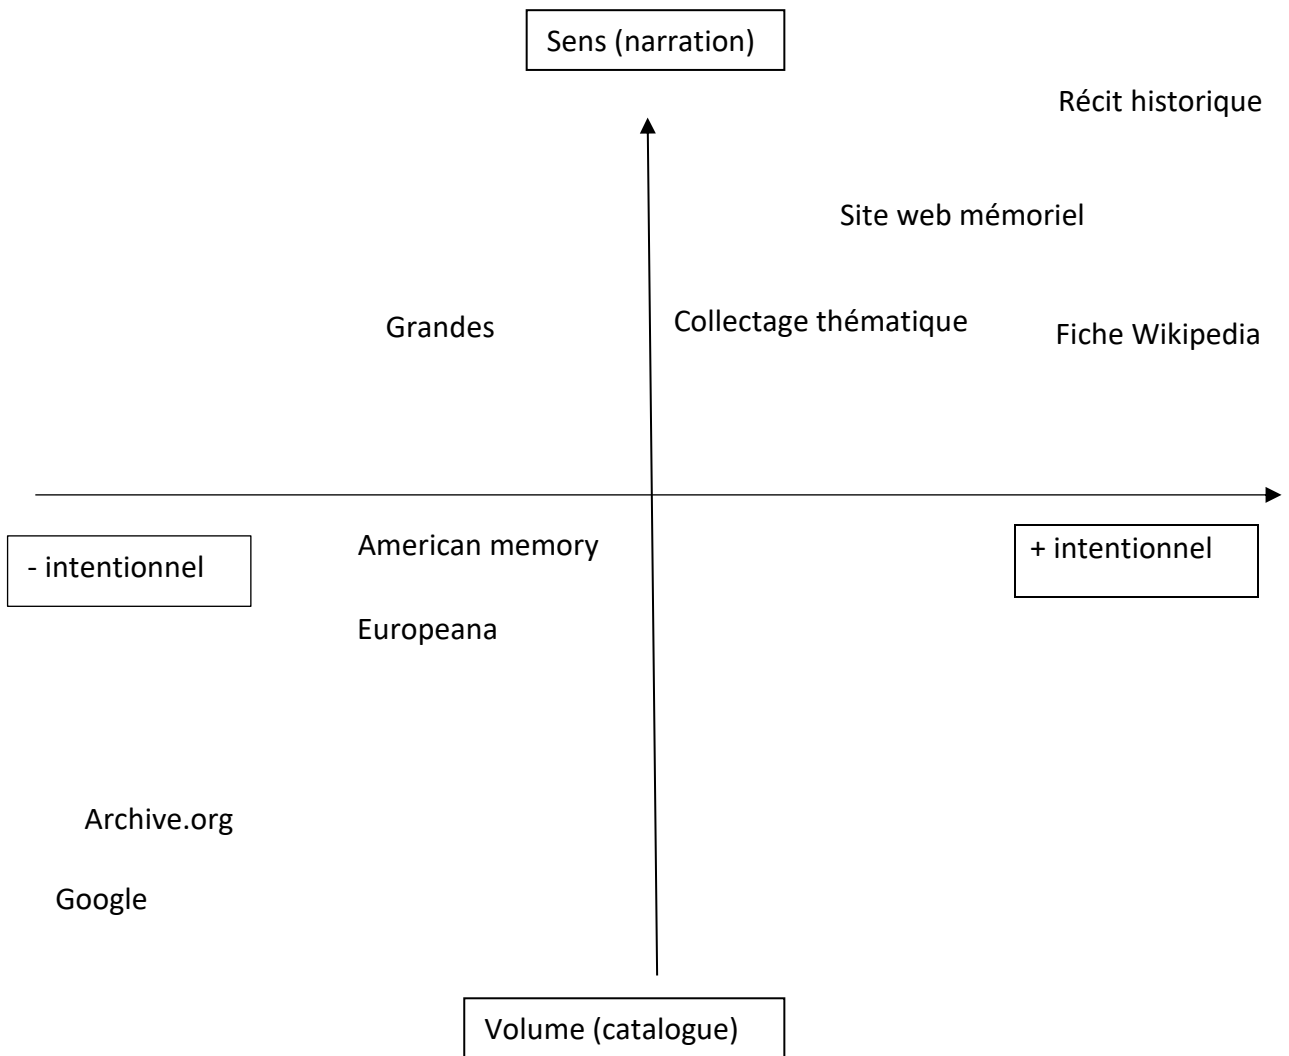 Sens (narration)
Récit historique
Site web mémoriel
Grandes
Collectage thématique
Fiche Wikipedia
- intentionnel
American memory
+ intentionnel
Europeana
Archive.org
Google
Volume (catalogue)